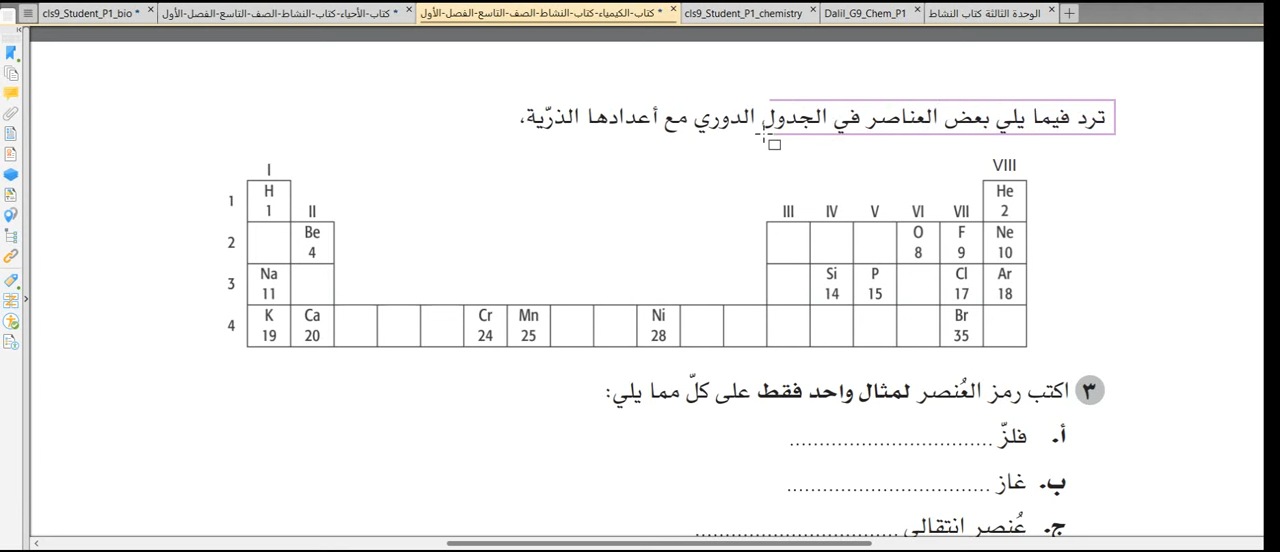 cls9_Student_P1_bio *
كتاب-الأحياء-كتاب-النشاط-الصف-التاسع-الفصل-الأول *
كتاب-الكيمياء-كتاب-النشاط-الصف-التاسع-الفصل-الأول *
cls9_Student_P1_chemistry
Dalil_G9_Chem_P1
الوحدة الثالثة كتاب النشاط
ترد فيما يلي بعض العناصر في الجدول الدوري مع أعدادها الذرّية،
I VIII
1 H He
1 II III IV V VI VII 2
2 Be O F Ne
4 8 9 10
3 Na Si P Cl Ar
11 14 15 17 18
4 K Ca Cr Mn Ni Br
19 20 24 25 28 35
٣ اكتب رمز العُنصر لمثال واحد فقط على كلّ مما يلي:
أ. فلزّ ..................................
ب. غاز ..................................
ج. عُنصر انتقالي ..................................